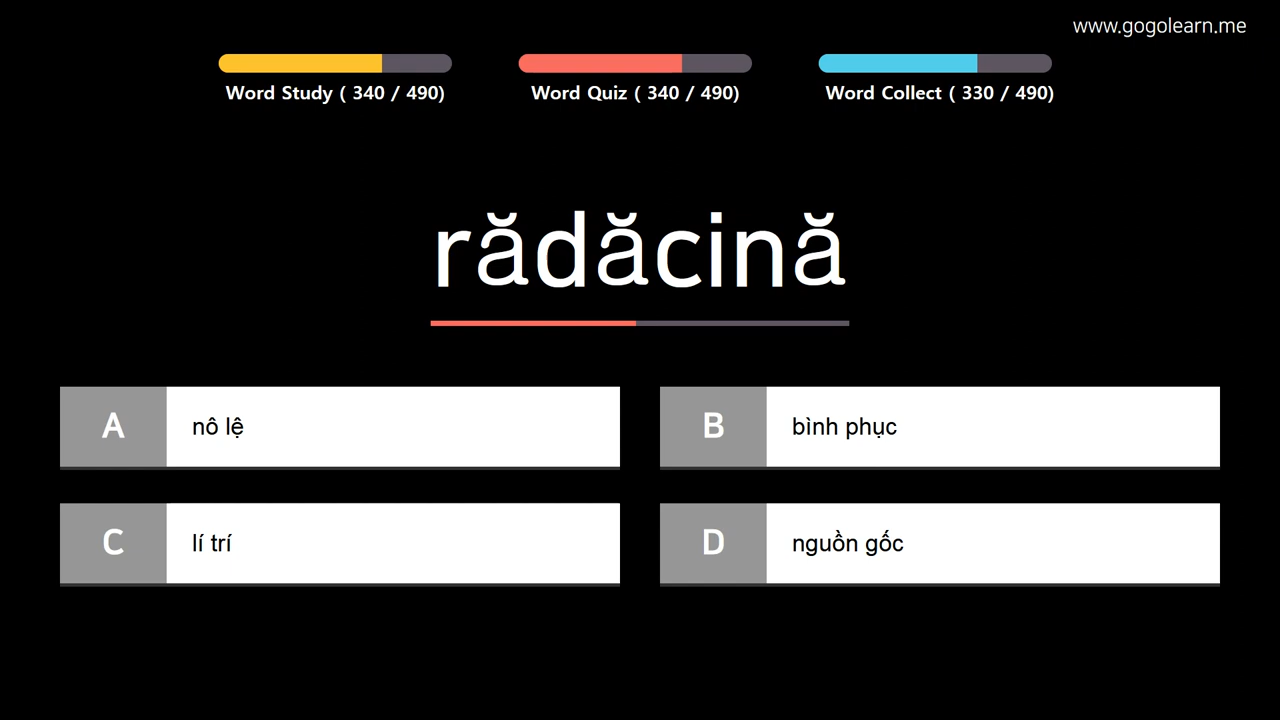 www.gogolearn.me
Word Study ( 340 / 490)
Word Quiz ( 340 / 490)
Word Collect ( 330 / 490)
rădăcină
A nô lệ
B bình phục
C lí trí
D nguồn gốc